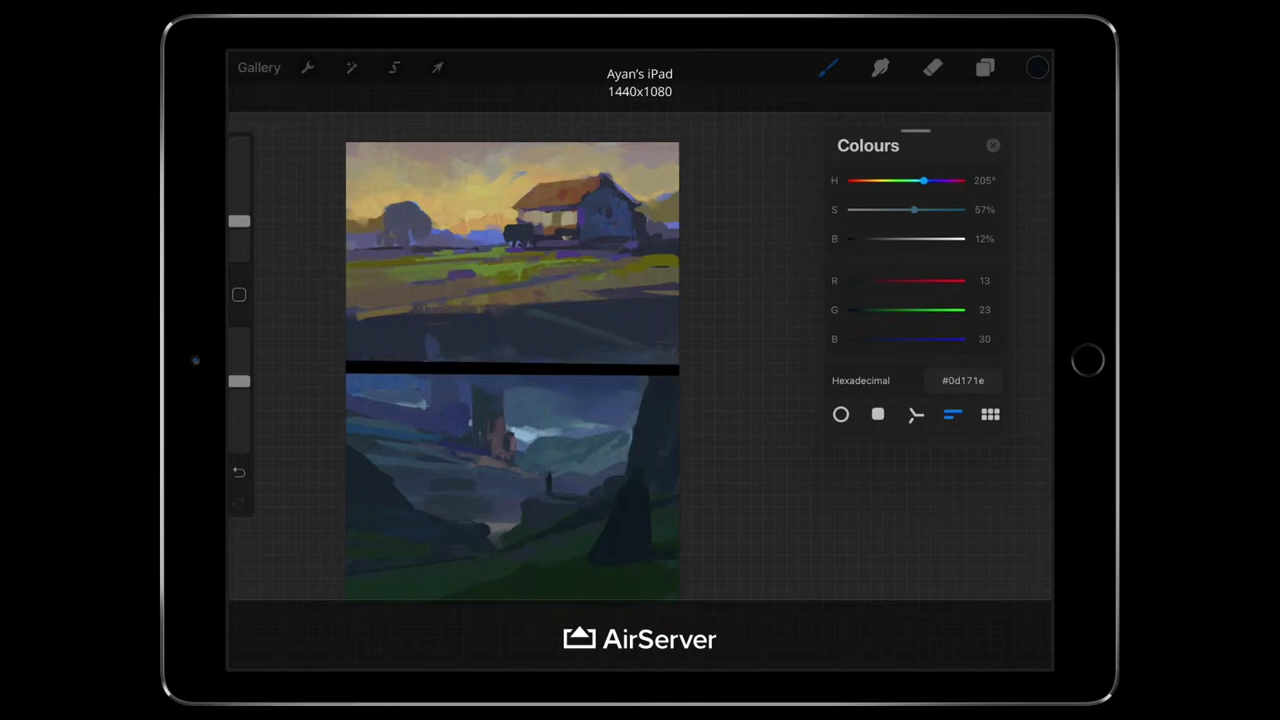 Gallery
Ayan's iPad
1440x1080
Colours
H 205°
S 57%
B 12%
R 13
G 23
B 30
Hexadecimal #0d171e
AirServer